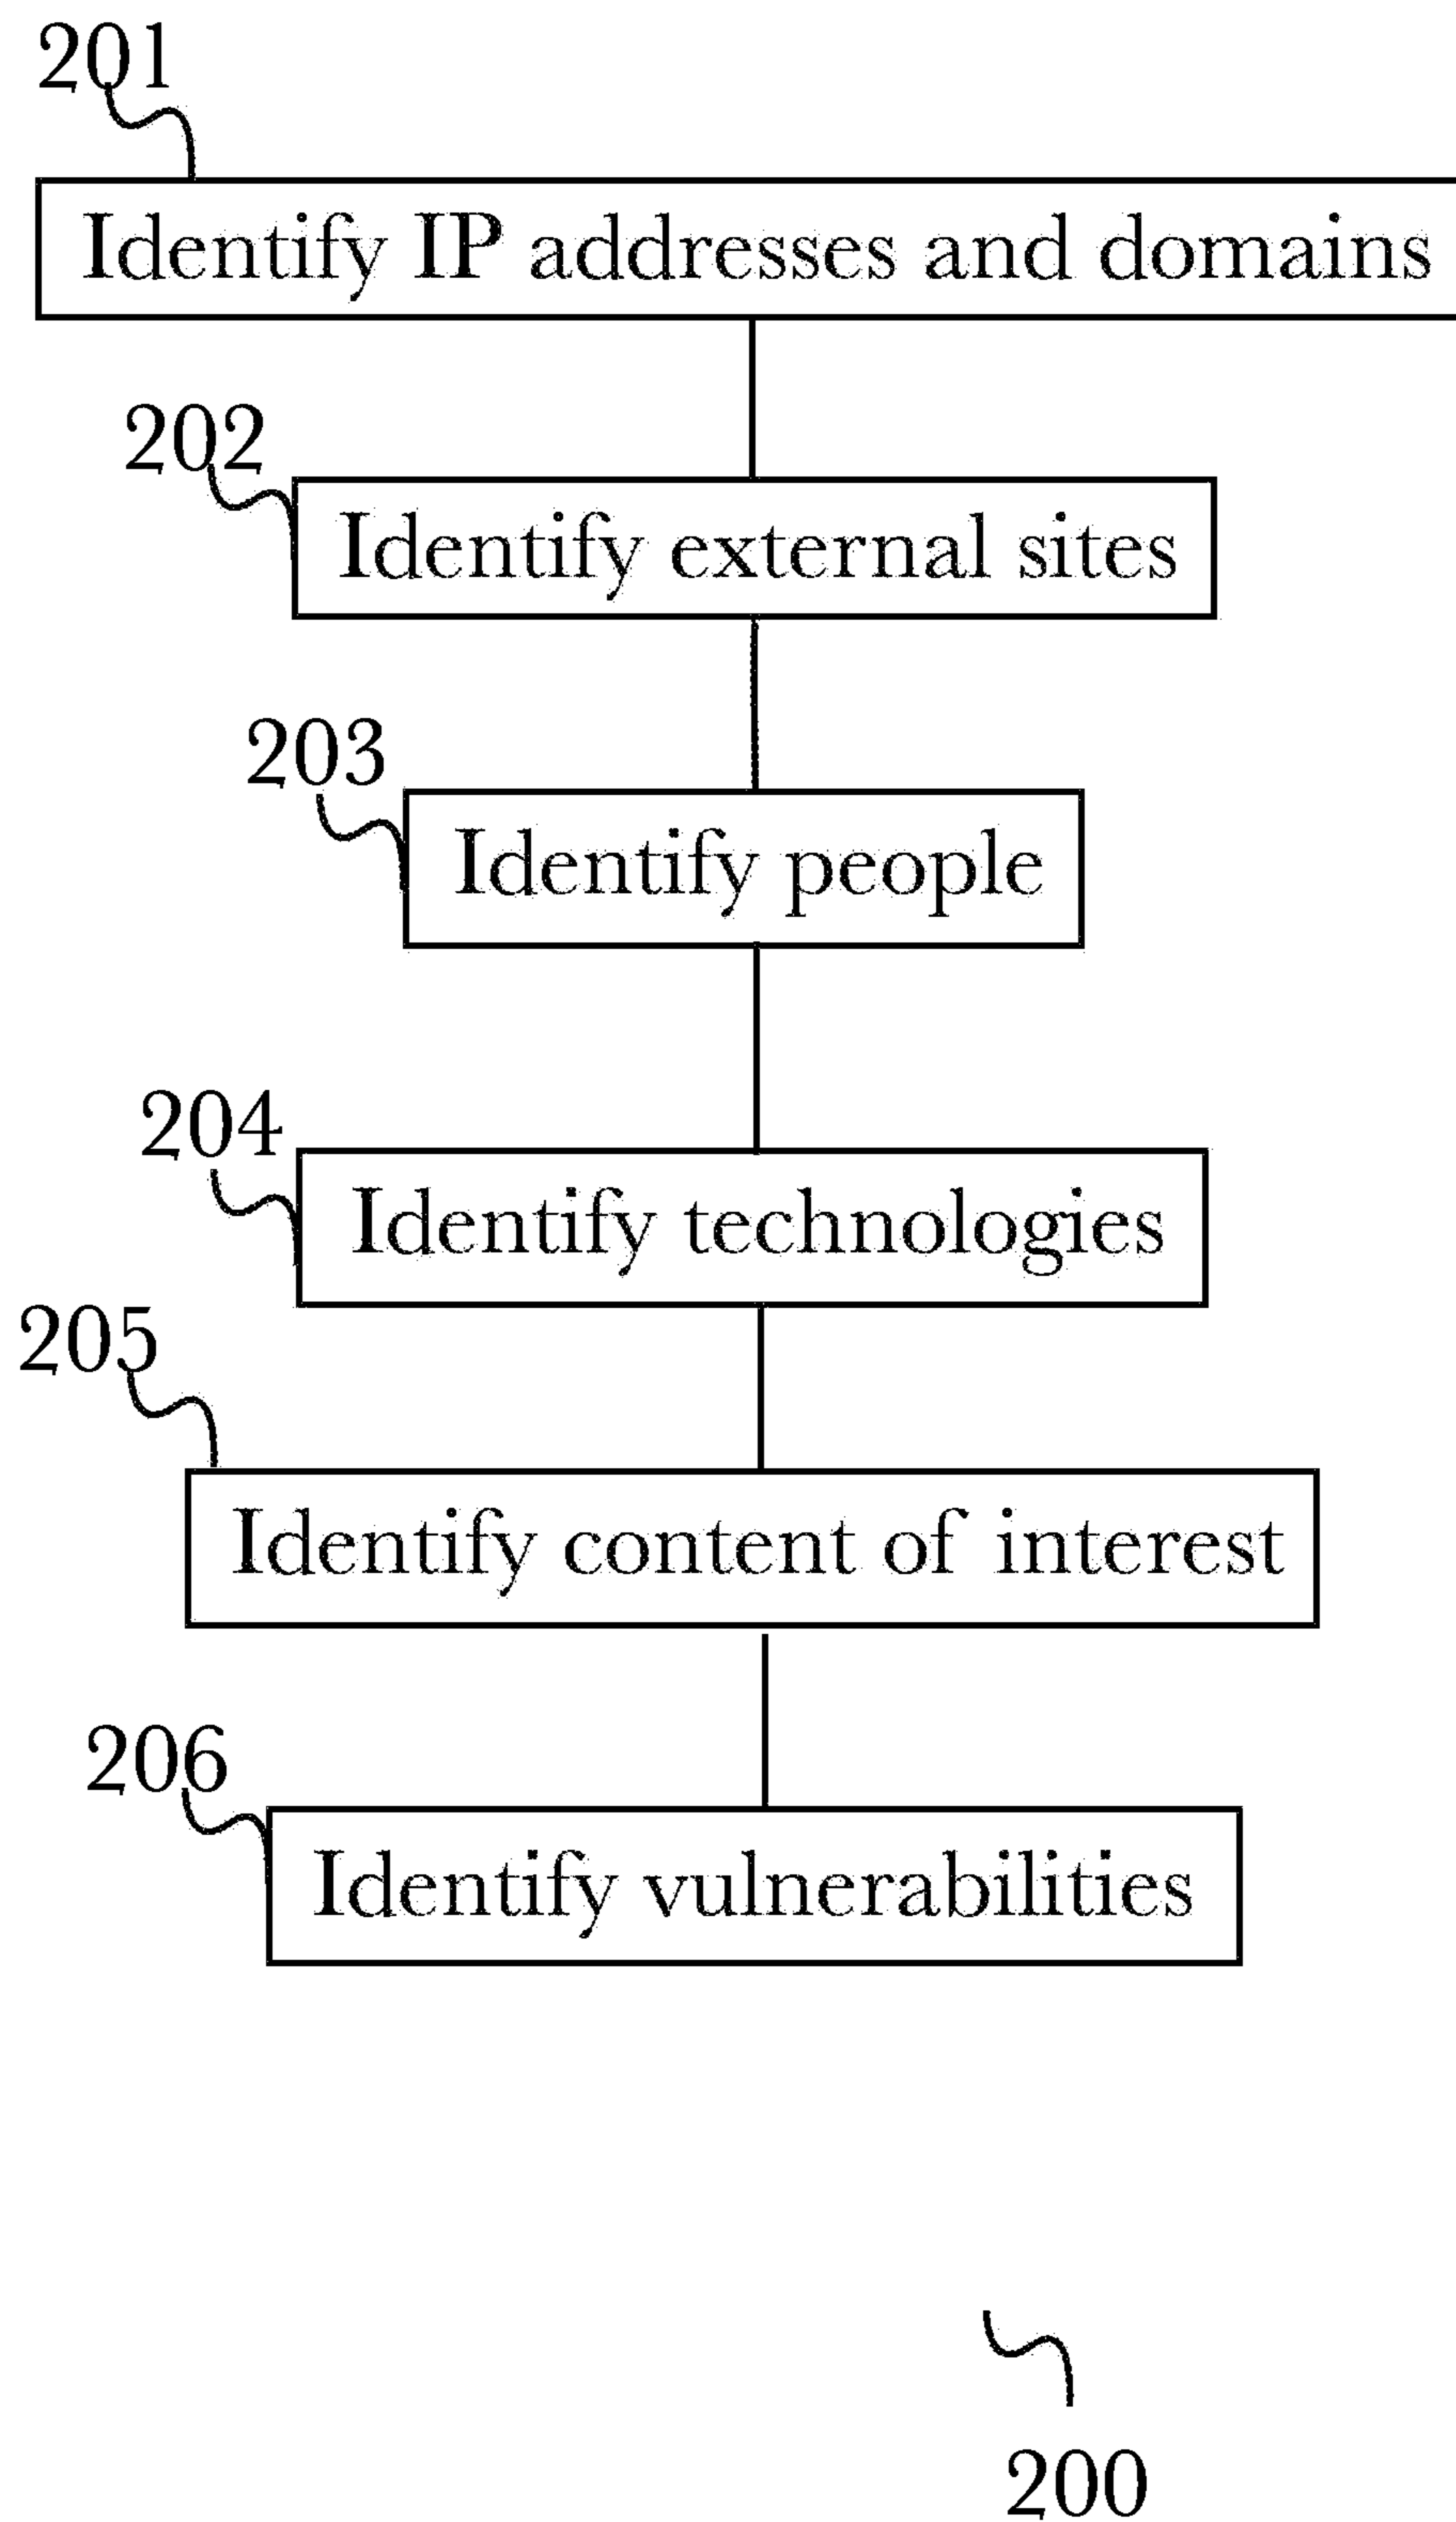 201
Identify IP addresses and domains
202
Identify external sites
203
Identify people
204
Identify technologies
205
Identify content of interest
206
Identify vulnerabilities
200